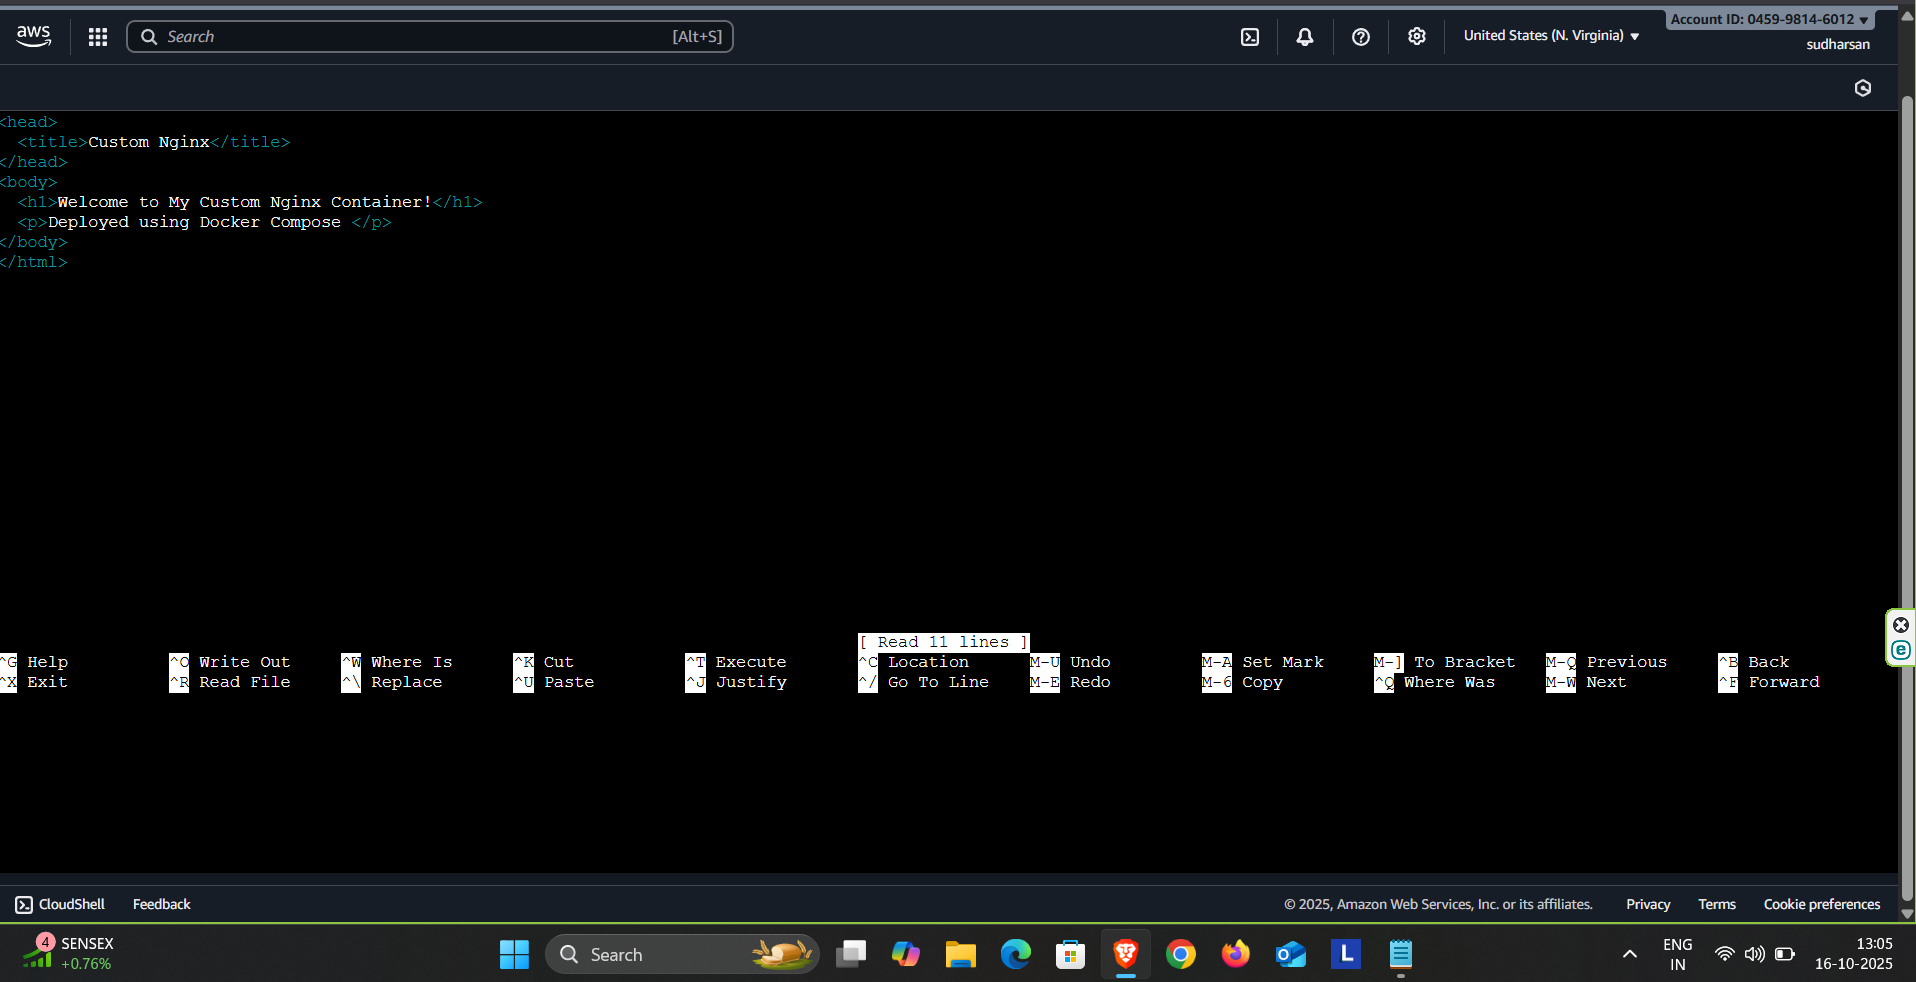 aws
Search [Alt+S]
United States (N. Virginia)
Account ID: 0459-9814-6012
sudharsan
<head>
  <title>Custom Nginx</title>
</head>
<body>
  <h1>Welcome to My Custom Nginx Container!</h1>
  <p>Deployed using Docker Compose </p>
</body>
</html>
[ Read 11 lines ]
^G Help ^O Write Out ^W Where Is ^K Cut ^T Execute ^C Location M-U Undo M-A Set Mark M-] To Bracket M-Q Previous ^B Back
^X Exit ^R Read File ^\ Replace ^U Paste ^J Justify ^/ Go To Line M-E Redo M-6 Copy ^Q Where Was M-W Next ^F Forward
CloudShell Feedback © 2025, Amazon Web Services, Inc. or its affiliates. Privacy Terms Cookie preferences
4 SENSEX
+0.76%
Search
L
ENG
IN
13:05
16-10-2025